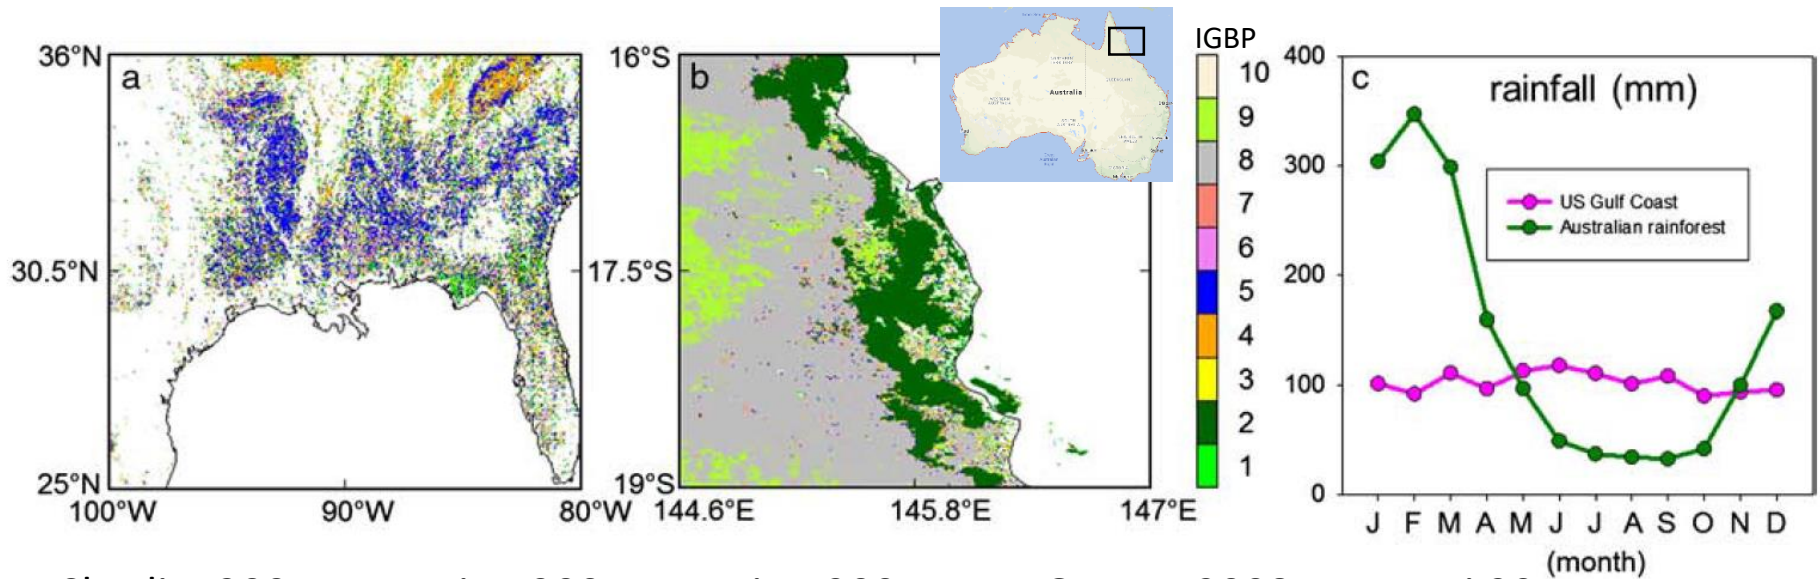 a
36°N
30.5°N
25°N
100°W
90°W
80°W
b
16°S
17.5°S
19°S
144.6°E
145.8°E
147°E
Australia
IGBP
10
9
8
7
6
5
4
3
2
1
c
rainfall (mm)
400
300
200
100
0
US Gulf Coast
Australian rainforest
J F M A M J J A S O N D
(month)